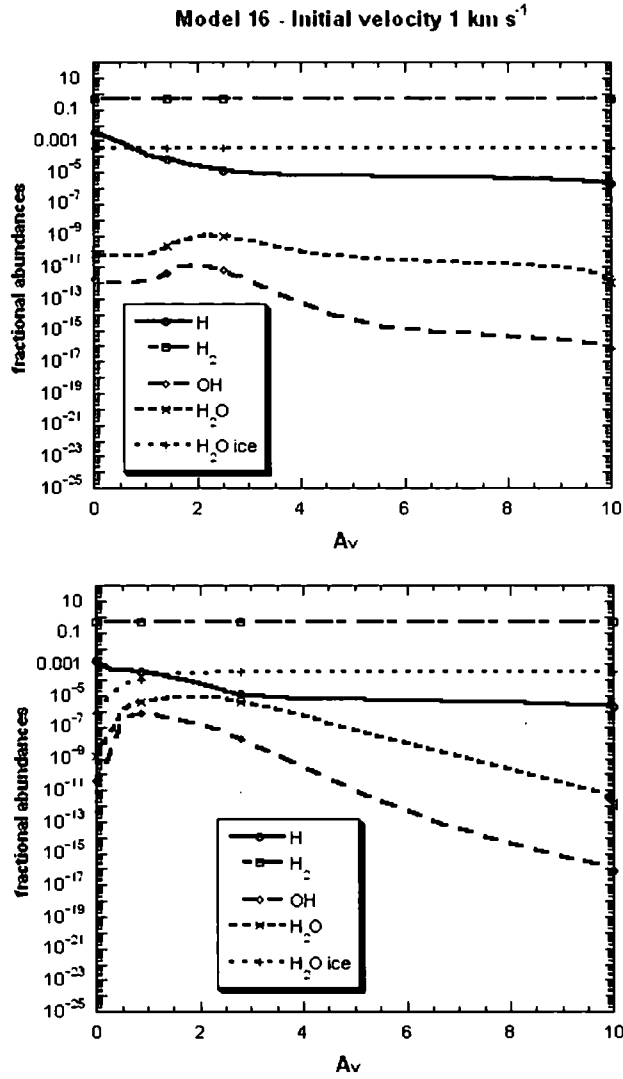 Model 16 - Initial velocity 1 km s⁻¹
fractional abundances
10
0.1
0.001
10⁻⁵
10⁻⁷
10⁻⁹
10⁻¹¹
10⁻¹³
10⁻¹⁵
10⁻¹⁷
10⁻¹⁹
10⁻²¹
10⁻²³
10⁻²⁵
H
H₂
OH
H₂O
H₂O ice
0 2 4 6 8 10
Aᵥ
fractional abundances
10
0.1
0.001
10⁻⁵
10⁻⁷
10⁻⁹
10⁻¹¹
10⁻¹³
10⁻¹⁵
10⁻¹⁷
10⁻¹⁹
10⁻²¹
10⁻²³
10⁻²⁵
H
H₂
OH
H₂O
H₂O ice
0 2 4 6 8 10
Aᵥ